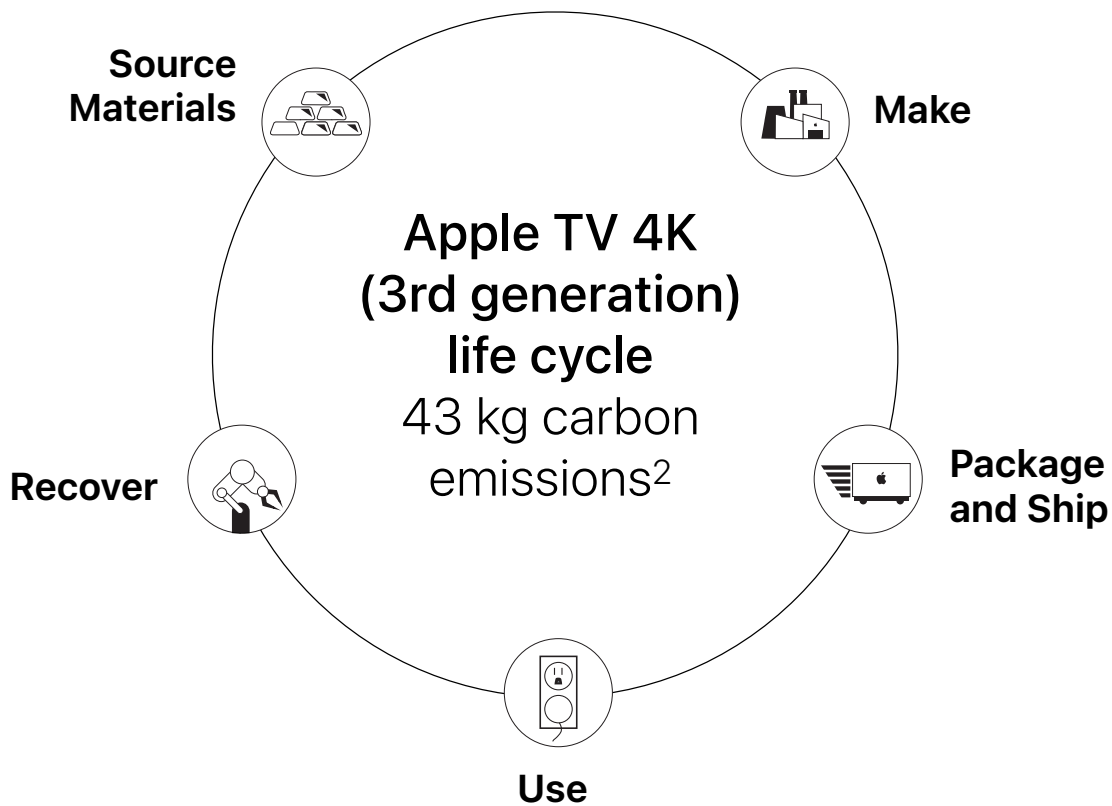 Source
Materials
Make
Apple TV 4K
(3rd generation)
life cycle
43 kg carbon
emissions²
Recover
Package
and Ship
Use